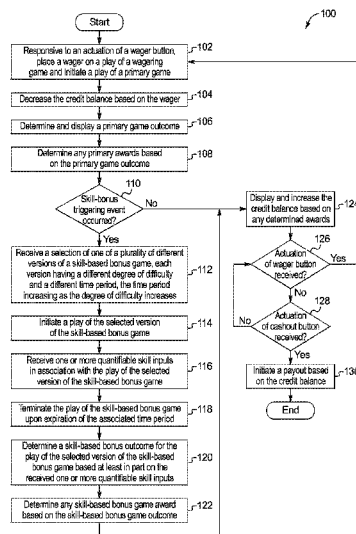 100
Start
Responsive to an actuation of a wager button,
place a wager on a play of a wagering
game and initiate a play of a primary game
102
Decrease the credit balance based on the wager
104
Determine and display a primary game outcome
106
Determine any primary awards based
on the primary game outcome
108
Skill-bonus
triggering event
occurred?
110
No
Yes
Receive a selection of one of a plurality of different
versions of a skill-based bonus game, each
version having a different degree of difficulty
and a different time period, the time period
increasing as the degree of difficulty increases
112
Initiate a play of the selected version
of the skill-based bonus game
114
Receive one or more quantifiable skill inputs
in association with the play of the selected
version of the skill-based bonus game
116
Terminate the play of the skill-based bonus game
upon expiration of the associated time period
118
Determine a skill-based bonus outcome for the
play of the selected version of the skill-based
bonus game based at least in part on the
received one or more quantifiable skill inputs
120
Determine any skill-based bonus game award
based on the skill-based bonus game outcome
122
Display and increase the
credit balance based on
any determined awards
124
Actuation
of wager button
received?
126
No
Actuation
of cashout button
received?
128
No
Yes
Initiate a payout based
on the credit balance
130
End